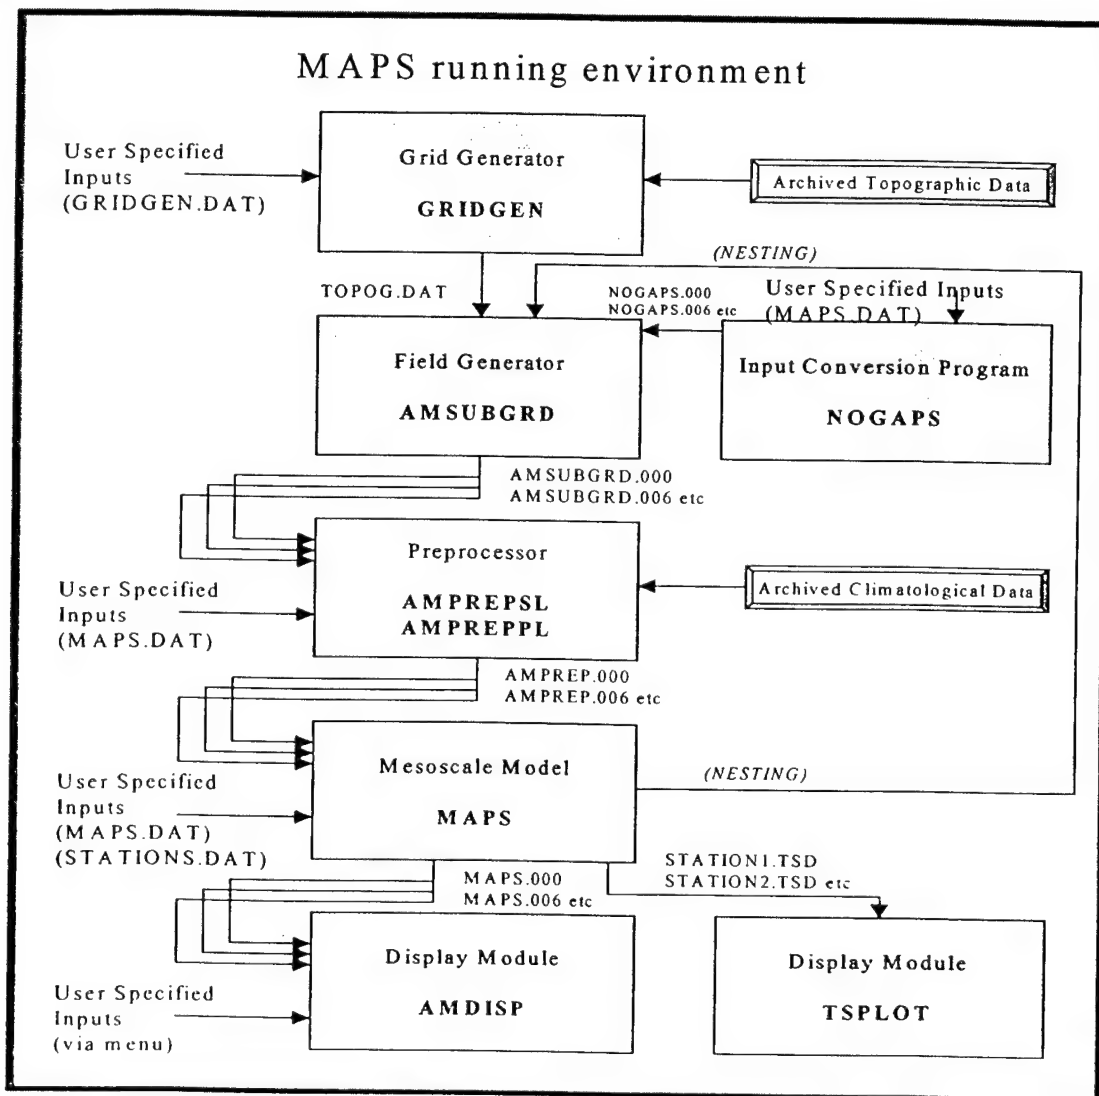 MAPS running environment
User Specified
Inputs
(GRIDGEN.DAT)
Grid Generator
GRIDGEN
Archived Topographic Data
(NESTING)
TOPOG.DAT
NOGAPS.000
NOGAPS.006 etc
User Specified Inputs
(MAPS.DAT)
Field Generator
AMSUBGRD
Input Conversion Program
NOGAPS
AMSUBGRD.000
AMSUBGRD.006 etc
Preprocessor
AMPREPSL
AMPREPPL
User Specified
Inputs
(MAPS.DAT)
Archived Climatological Data
AMPREP.000
AMPREP.006 etc
Mesoscale Model
MAPS
(NESTING)
User Specified
Inputs
(MAPS.DAT)
(STATIONS.DAT)
MAPS.000
MAPS.006 etc
STATION1.TSD
STATION2.TSD etc
Display Module
AMDISP
Display Module
TSPLOT
User Specified
Inputs
(via menu)